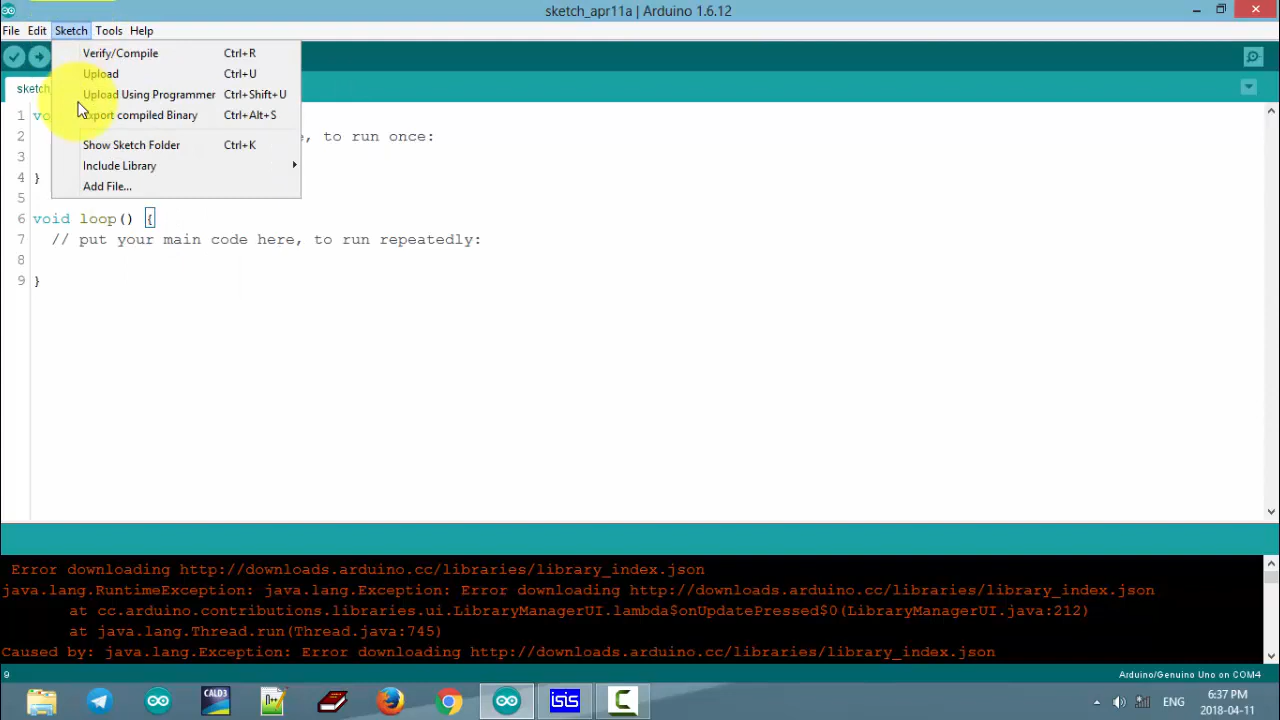 sketch_apr11a | Arduino 1.6.12
File Edit Sketch Tools Help
Verify/Compile Ctrl+R
Upload Ctrl+U
Upload Using Programmer Ctrl+Shift+U
Export compiled Binary Ctrl+Alt+S
Show Sketch Folder Ctrl+K
Include Library
Add File...
sketch_
1 vo
2 e, to run once:
3
4 }
5
6 void loop() {
7 // put your main code here, to run repeatedly:
8
9 }
Error downloading http://downloads.arduino.cc/libraries/library_index.json
java.lang.RuntimeException: java.lang.Exception: Error downloading http://downloads.arduino.cc/libraries/library_index.json
at cc.arduino.contributions.libraries.ui.LibraryManagerUI.lambda$onUpdatePressed$0(LibraryManagerUI.java:212)
at java.lang.Thread.run(Thread.java:745)
Caused by: java.lang.Exception: Error downloading http://downloads.arduino.cc/libraries/library_index.json
9 Arduino/Genuino Uno on COM4
CALD3
isis
ENG
6:37 PM
2018-04-11